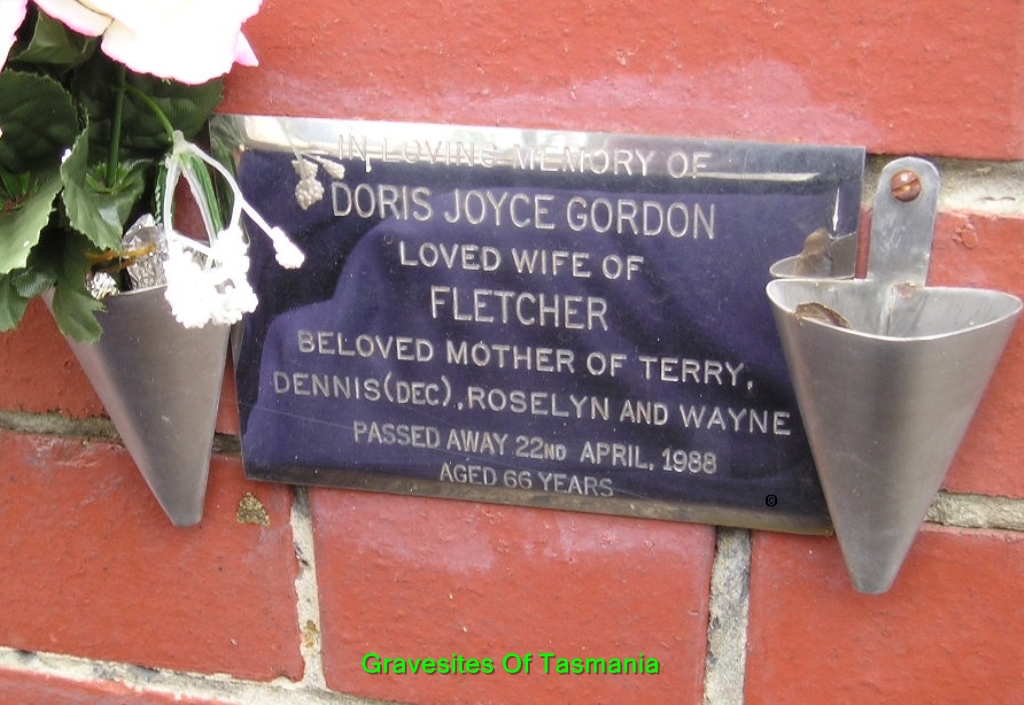 IN LOVING MEMORY OF
DORIS JOYCE GORDON
LOVED WIFE OF
FLETCHER
BELOVED MOTHER OF TERRY,
DENNIS(DEC), ROSELYN AND WAYNE
PASSED AWAY 22ND APRIL, 1988
AGED 66 YEARS
©
Gravesites Of Tasmania